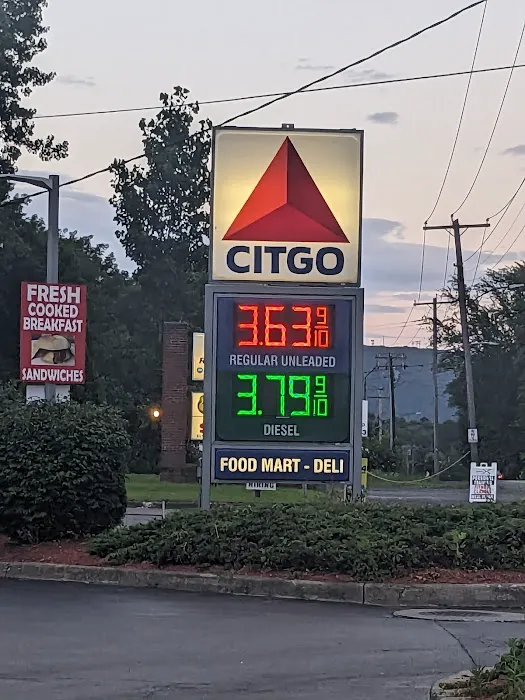 CITGO
FRESH
COOKED
BREAKFAST
SANDWICHES
3.63 9/10
REGULAR UNLEADED
3.79 9/10
DIESEL
FOOD MART - DELI
HIRING